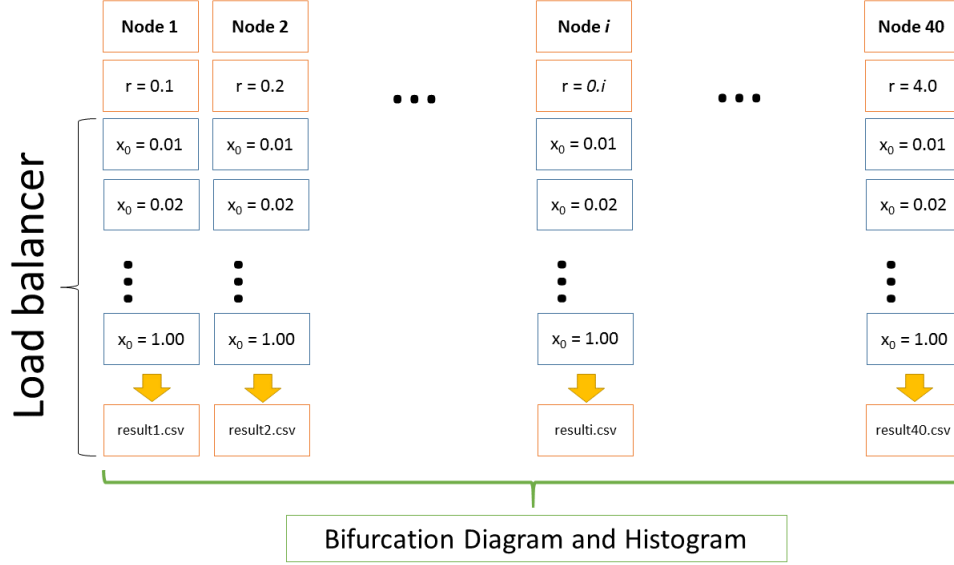 Node 1 Node 2 Node i Node 40
r = 0.1 r = 0.2 ... r = 0.i ... r = 4.0
x₀ = 0.01 x₀ = 0.01 x₀ = 0.01 x₀ = 0.01
x₀ = 0.02 x₀ = 0.02 x₀ = 0.02 x₀ = 0.02
x₀ = 1.00 x₀ = 1.00 x₀ = 1.00 x₀ = 1.00
result1.csv result2.csv resulti.csv result40.csv
Load balancer
Bifurcation Diagram and Histogram